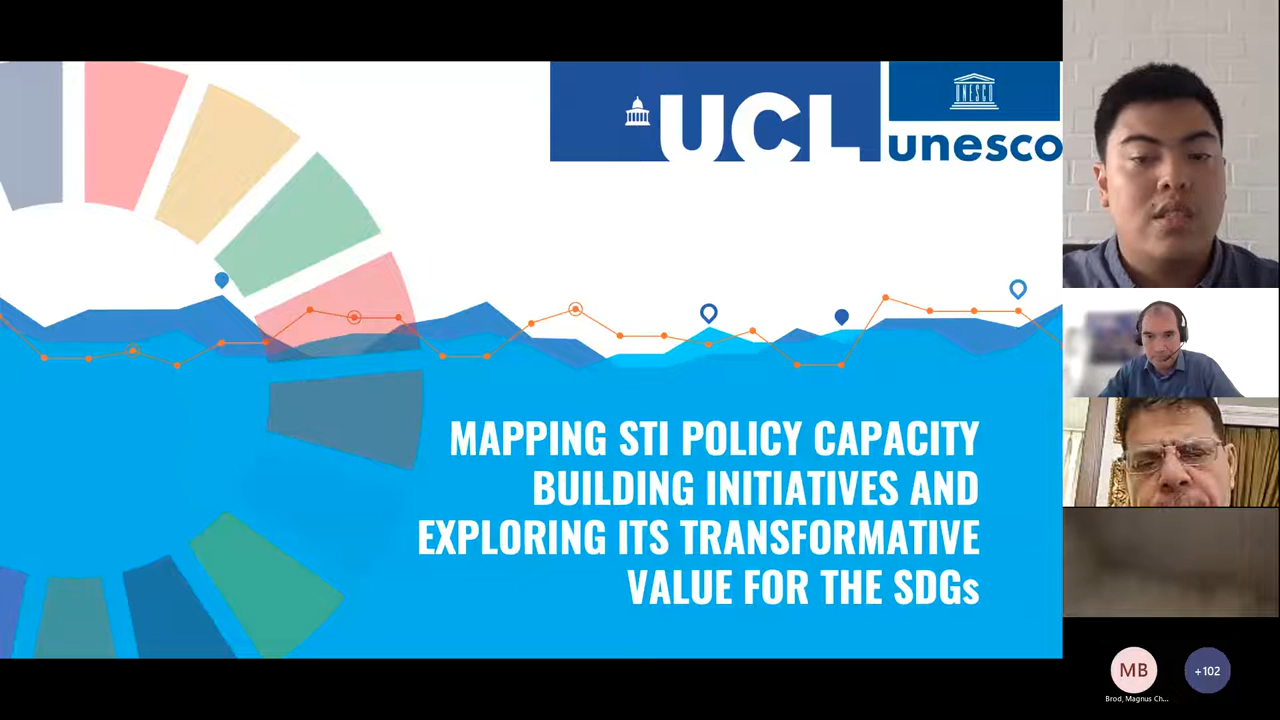 UCL
UNESCO
unesco
MAPPING STI POLICY CAPACITY
BUILDING INITIATIVES AND
EXPLORING ITS TRANSFORMATIVE
VALUE FOR THE SDGs
MB
+102
Brod, Magnus Ch...